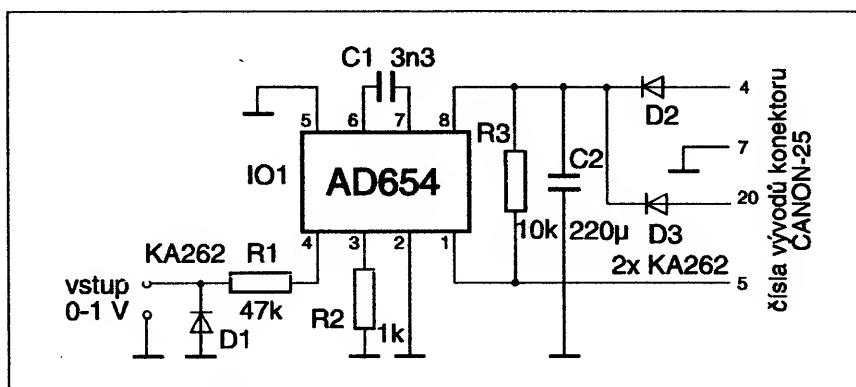 C1 3n3
5 6 7 8
IO1
AD654
R3
C2
D2
4
7
D3
20
10k 220µ
2x KA262
5
4 3 2 1
KA262 R1
47k
vstup
0-1 V
D1
R2
1k
čísla vývodů konektoru
CANON-25